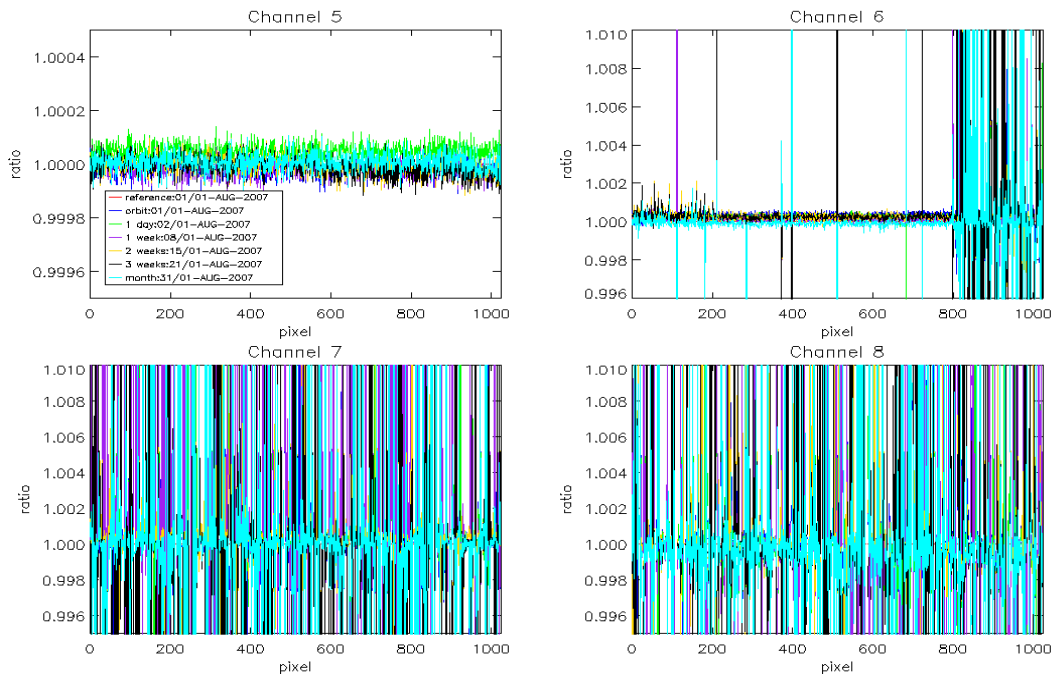 Channel 5
1.0004
1.0002
1.0000
0.9998
0.9996
ratio
reference:01/01-AUG-2007
orbit:01/01-AUG-2007
1 day:02/01-AUG-2007
1 week:08/01-AUG-2007
2 weeks:15/01-AUG-2007
3 weeks:21/01-AUG-2007
month:31/01-AUG-2007
0 200 400 600 800 1000
pixel
Channel 6
1.010
1.008
1.006
1.004
1.002
1.000
0.998
0.996
ratio
0 200 400 600 800 1000
pixel
Channel 7
1.010
1.008
1.006
1.004
1.002
1.000
0.998
0.996
ratio
0 200 400 600 800 1000
pixel
Channel 8
1.010
1.008
1.006
1.004
1.002
1.000
0.998
0.996
ratio
0 200 400 600 800 1000
pixel